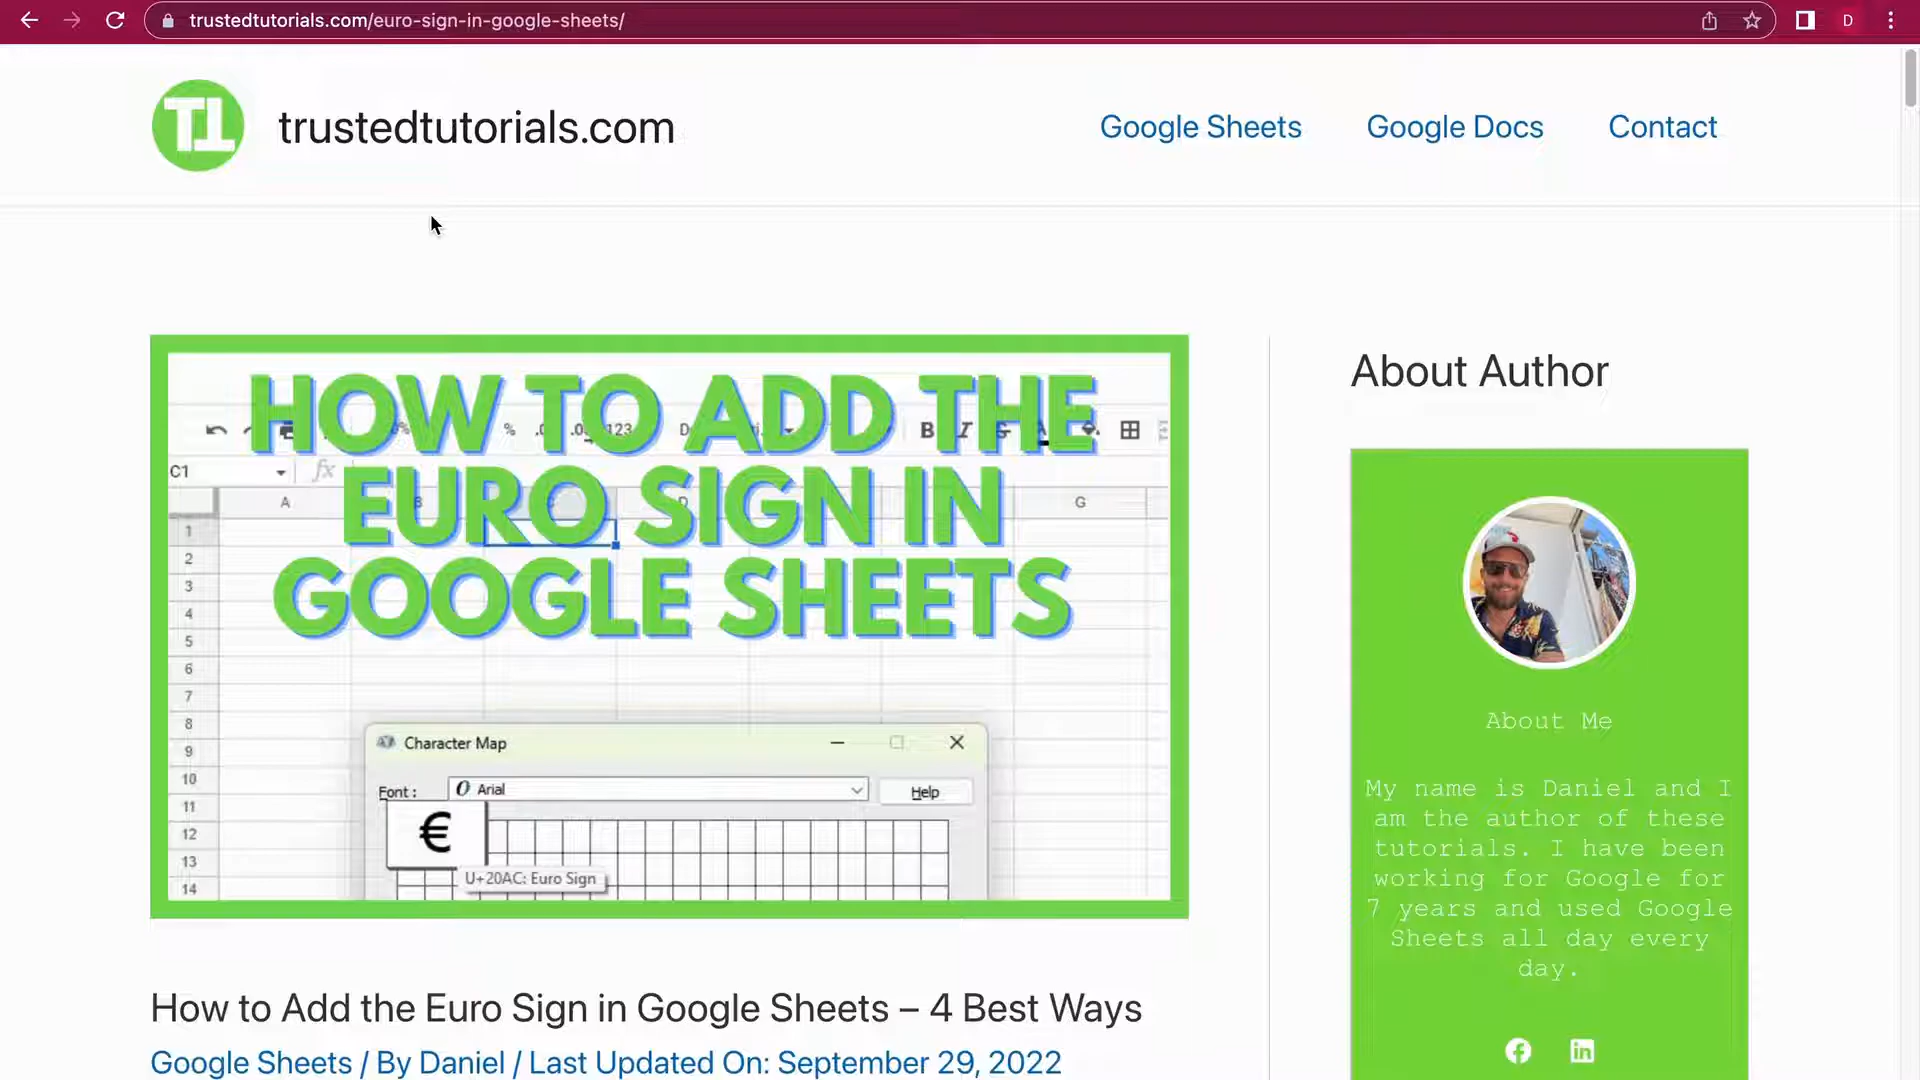 trustedtutorials.com/euro-sign-in-google-sheets/
D
TT
trustedtutorials.com
Google Sheets
Google Docs
Contact
HOW TO ADD THE
EURO SIGN IN
GOOGLE SHEETS
% .0 .00 123
B I S A
C1 fx
A B C D G
1
2
3
4
5
6
7
8
9
10
11
12
13
14
Character Map
Font :
Arial
Help
€
U+20AC: Euro Sign
How to Add the Euro Sign in Google Sheets – 4 Best Ways
Google Sheets / By Daniel / Last Updated On: September 29, 2022
About Author
About Me
My name is Daniel and I
am the author of these
tutorials. I have been
working for Google for
7 years and used Google
Sheets all day every
day.